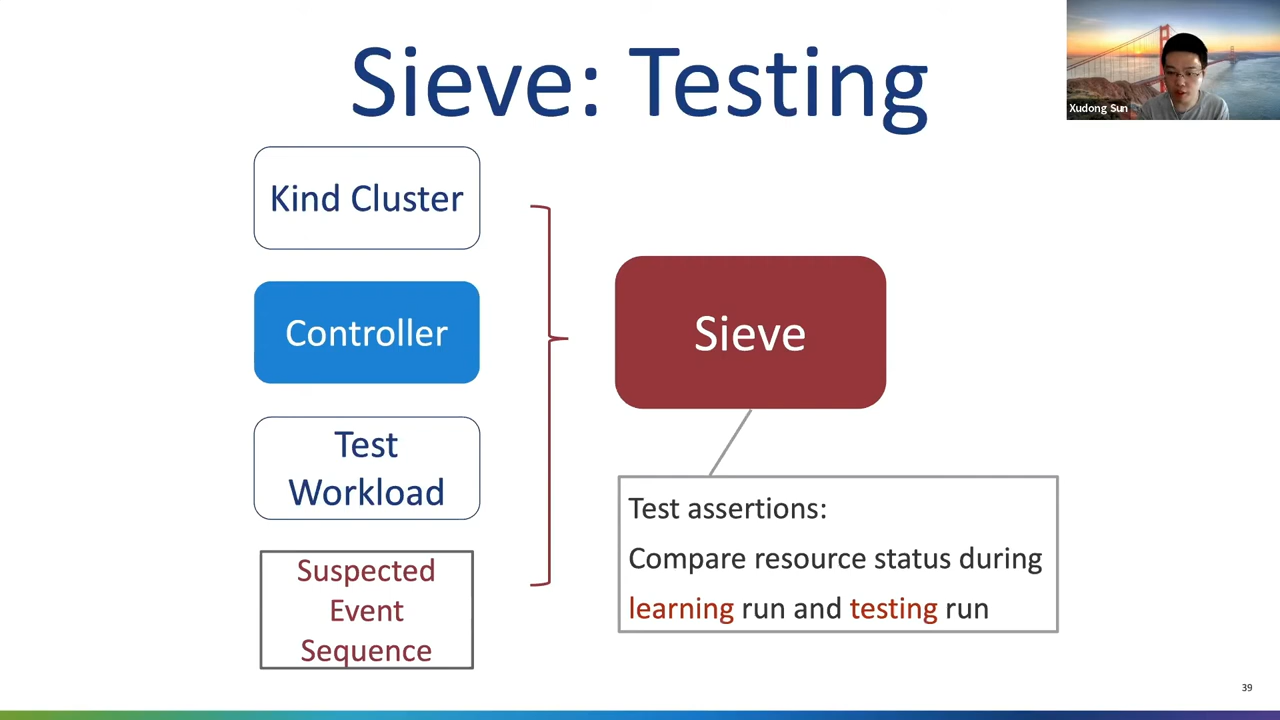 Sieve: Testing
Xudong Sun
Kind Cluster
Controller
Test
Workload
Suspected
Event
Sequence
Sieve
Test assertions:
Compare resource status during
learning run and testing run
39